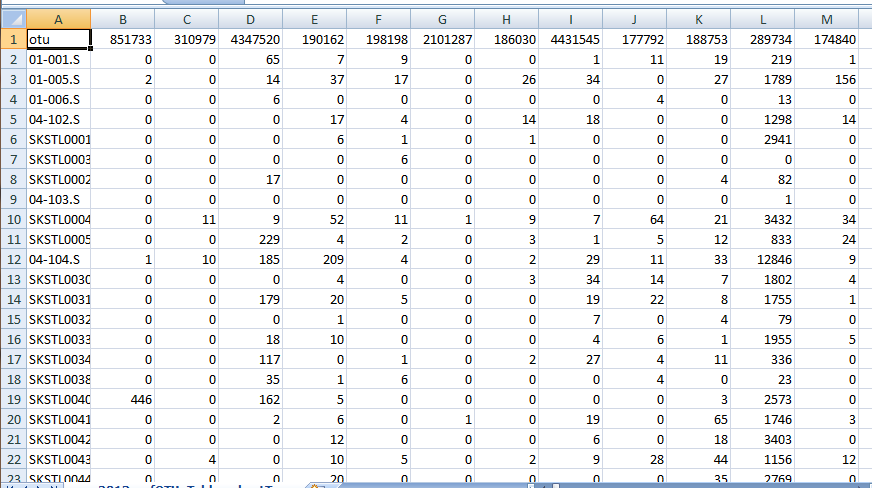 A B C D E F G H I J K L M
1 otu 851733 310979 4347520 190162 198198 2101287 186030 4431545 177792 188753 289734 174840
2 01-001.S 0 0 65 7 9 0 0 1 11 19 219 1
3 01-005.S 2 0 14 37 17 0 26 34 0 27 1789 156
4 01-006.S 0 0 6 0 0 0 0 0 4 0 13 0
5 04-102.S 0 0 0 17 4 0 14 18 0 0 1298 14
6 SKSTL0001 0 0 0 6 1 0 1 0 0 0 2941 0
7 SKSTL0003 0 0 0 0 6 0 0 0 0 0 0 0
8 SKSTL0002 0 0 17 0 0 0 0 0 0 4 82 0
9 04-103.S 0 0 0 0 0 0 0 0 0 0 1 0
10 SKSTL0004 0 11 9 52 11 1 9 7 64 21 3432 34
11 SKSTL0005 0 0 229 4 2 0 3 1 5 12 833 24
12 04-104.S 1 10 185 209 4 0 2 29 11 33 12846 9
13 SKSTL0030 0 0 0 4 0 0 3 34 14 7 1802 4
14 SKSTL0031 0 0 179 20 5 0 0 19 22 8 1755 1
15 SKSTL0032 0 0 0 1 0 0 0 7 0 4 79 0
16 SKSTL0033 0 0 18 10 0 0 0 4 6 1 1955 5
17 SKSTL0034 0 0 117 0 1 0 2 27 4 11 336 0
18 SKSTL0038 0 0 35 1 6 0 0 0 4 0 23 0
19 SKSTL0040 446 0 162 5 0 0 0 0 0 3 2573 0
20 SKSTL0041 0 0 2 6 0 1 0 19 0 65 1746 3
21 SKSTL0042 0 0 0 12 0 0 0 6 0 18 3403 0
22 SKSTL0043 0 4 0 10 5 0 2 9 28 44 1156 12
23 SKSTL0044 0 0 0 20 0 0 0 0 0 35 2769 0